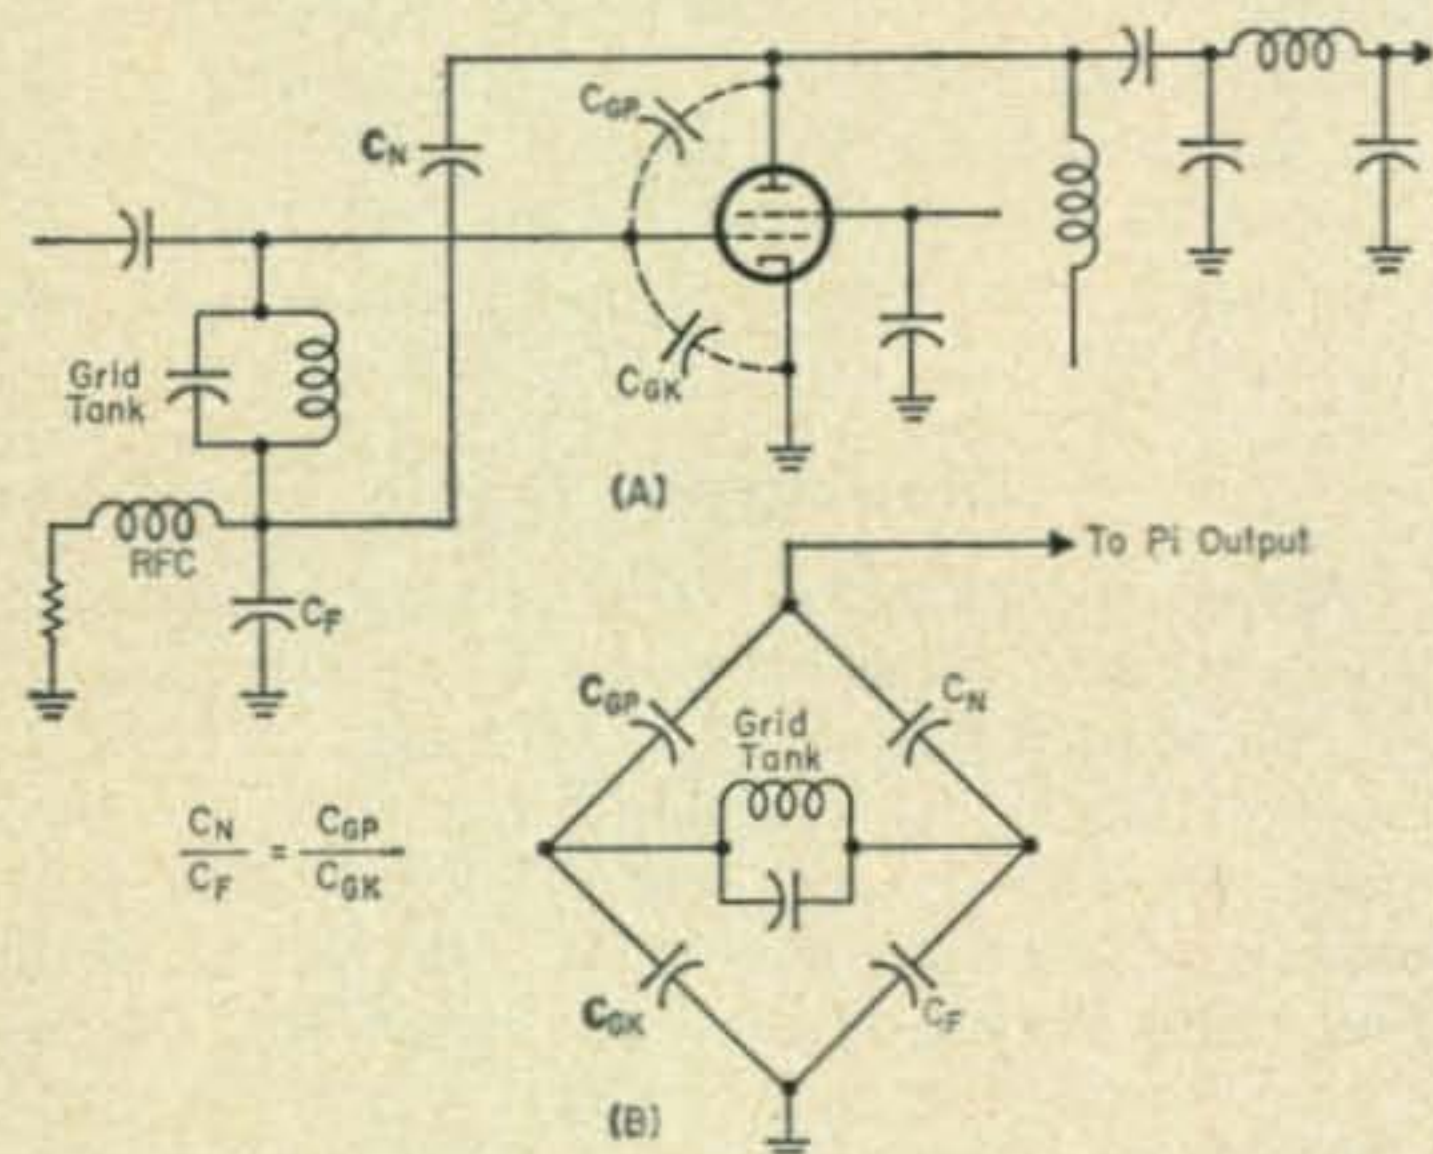 CGP
CN
Grid
Tank
CGK
(A)
RFC
CF
To Pi Output
CGP
CN
Grid
Tank
CN / CF = CGP / CGK
CGK
CF
(B)